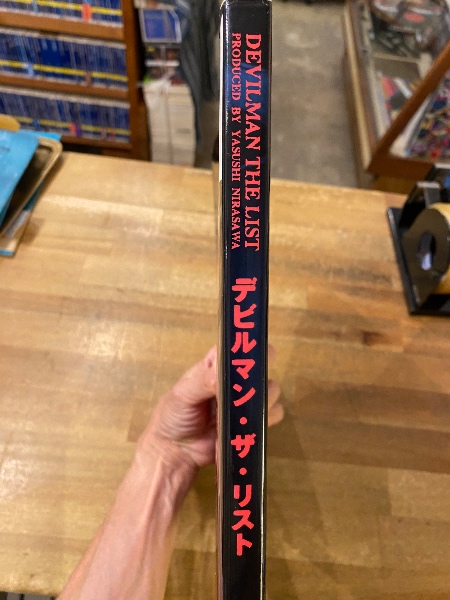 DEVILMAN THE LIST
PRODUCED BY YASUSHI NIRASAWA
デビルマン・ザ・リスト